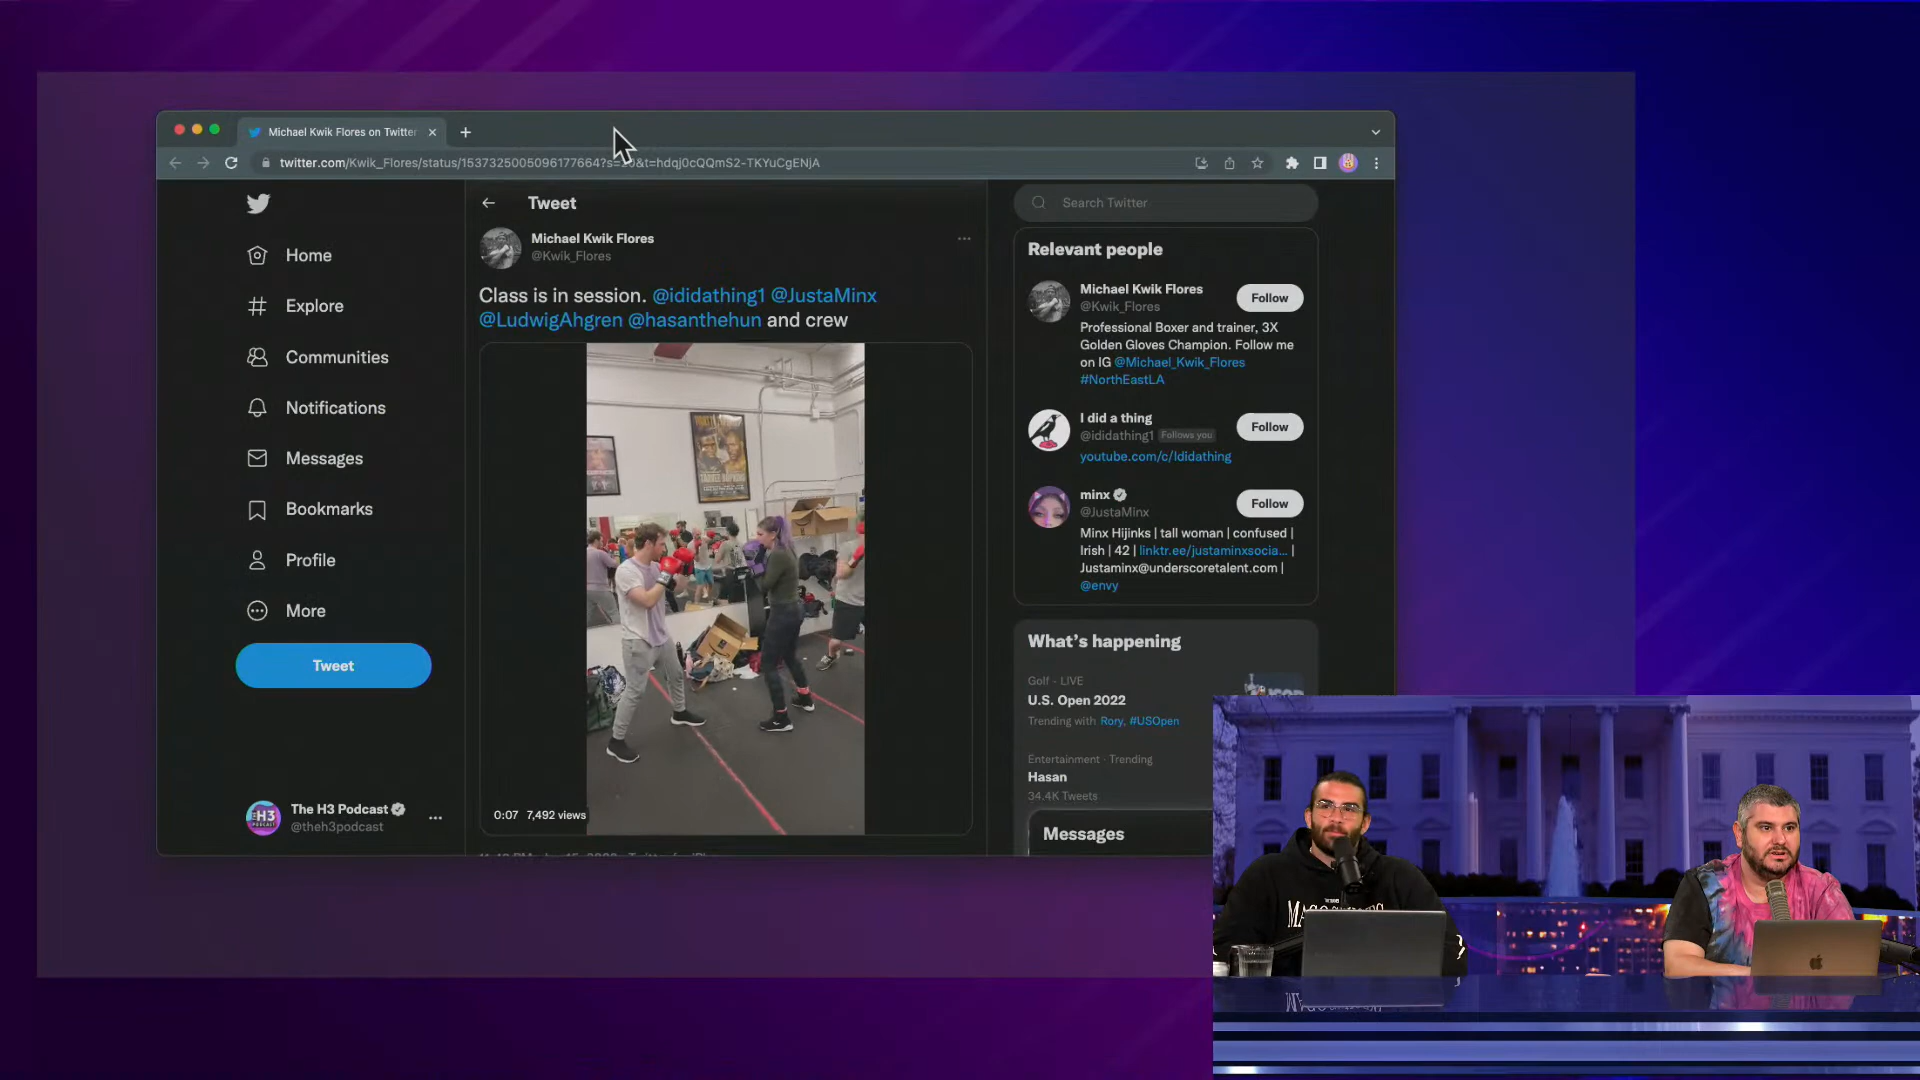 Michael Kwik Flores on Twitter
twitter.com/Kwik_Flores/status/1537325005096177664?s=20&t=hdqj0cQQmS2-TKYuCgENjA
Home
Explore
Communities
Notifications
Messages
Bookmarks
Profile
More
Tweet
The H3 Podcast
@theh3podcast
Tweet
Michael Kwik Flores
@Kwik_Flores
Class is in session. @ididathing1 @JustaMinx
@LudwigAhgren @hasanthehun and crew
0:07 7,492 views
Search Twitter
Relevant people
Michael Kwik Flores
@Kwik_Flores
Follow
Professional Boxer and trainer, 3X
Golden Gloves Champion. Follow me
on IG @Michael_Kwik_Flores
#NorthEastLA
I did a thing
@ididathing1 Follows you
Follow
youtube.com/c/Ididathing
minx
@JustaMinx
Follow
Minx Hijinks | tall woman | confused |
Irish | 42 | linktr.ee/justaminxsocia... |
Justaminx@underscoretalent.com |
@envy
What's happening
Golf - LIVE
U.S. Open 2022
Trending with Rory, #USOpen
Entertainment · Trending
Hasan
34.4K Tweets
Messages
H3
PODCAST